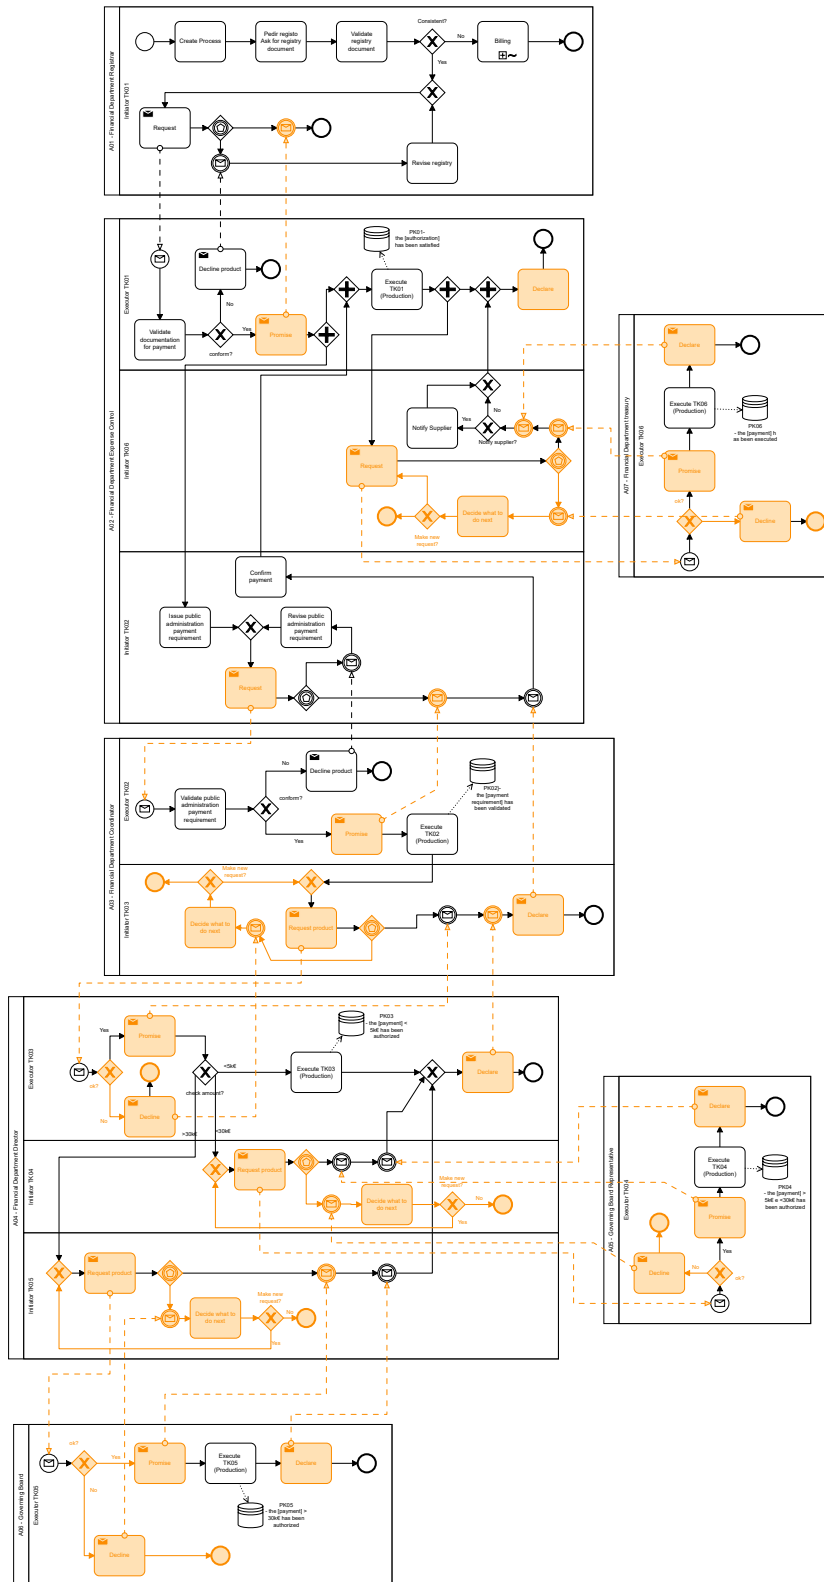 A01 - Financial Department Registrar
Initiator TK01
Create Process
Pedir registo
Ask for registry
document
Validate
registry
document
Consistent?
No
Billing
Yes
Request
Revise registry
A02 - Financial Department Expense Control
Executor TK01
Decline product
No
Validate
documentation
for payment
conform?
Yes
Promise
PK01-
the [authorization]
has been satisfied
Execute
TK01
(Production)
Declare
Initiator TK06
Notify Supplier
Yes
No
Notify supplier?
Request
Decide what to
do next
Make new
request?
Initiator TK02
Confirm
payment
Issue public
administration
payment
requirement
Revise public
administration
payment
requirement
Request
A07 - Financial Department treasury
Executor TK06
Declare
Execute TK06
(Production)
PK06
- the [payment] h
as been executed
Promise
ok?
Decline
A03 - Financial Department Coordinator
Executor TK02
Validate public
administration
payment
requirement
conform?
No
Decline product
Yes
Promise
Execute
TK02
(Production)
PK02]-
the [payment
requirement] has
been validated
Initiator TK03
Make new
request?
Decide what to
do next
Request product
Declare
A04 - Financial Department Director
Executor TK03
Yes
Promise
ok?
No
Decline
check amount?
<5k€
>30k€
<30k€
PK03
- the [payment] <
5k€ has been
authorized
Execute TK03
(Production)
Declare
Initiator TK04
Request product
Decide what to
do next
Make new
request?
No
Yes
Initiator TK05
Request product
Decide what to
do next
Make new
request?
No
Yes
A05 - Governing Board Representative
Executor TK04
Declare
Execute
TK04
(Production)
PK04
- the [payment] >
5k€ e <30k€ has
been authorized
Promise
Yes
Decline
No
ok?
A06 - Governing Board
Executor TK05
ok?
Yes
No
Promise
Execute
TK05
(Production)
Declare
PK05
- the [payment] >
30k€ has been
authorized
Decline